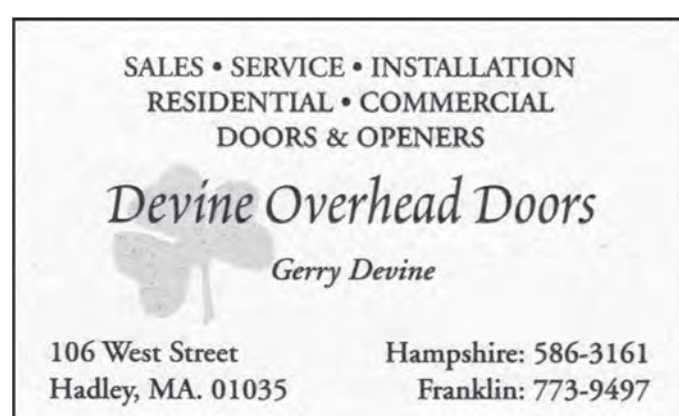 SALES • SERVICE • INSTALLATION
RESIDENTIAL • COMMERCIAL
DOORS & OPENERS
Devine Overhead Doors
Gerry Devine
106 West Street
Hadley, MA. 01035
Hampshire: 586-3161
Franklin: 773-9497